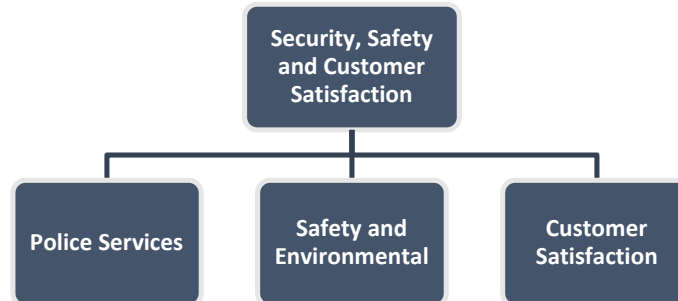 Security, Safety
and Customer
Satisfaction
Police Services
Safety and
Environmental
Customer
Satisfaction